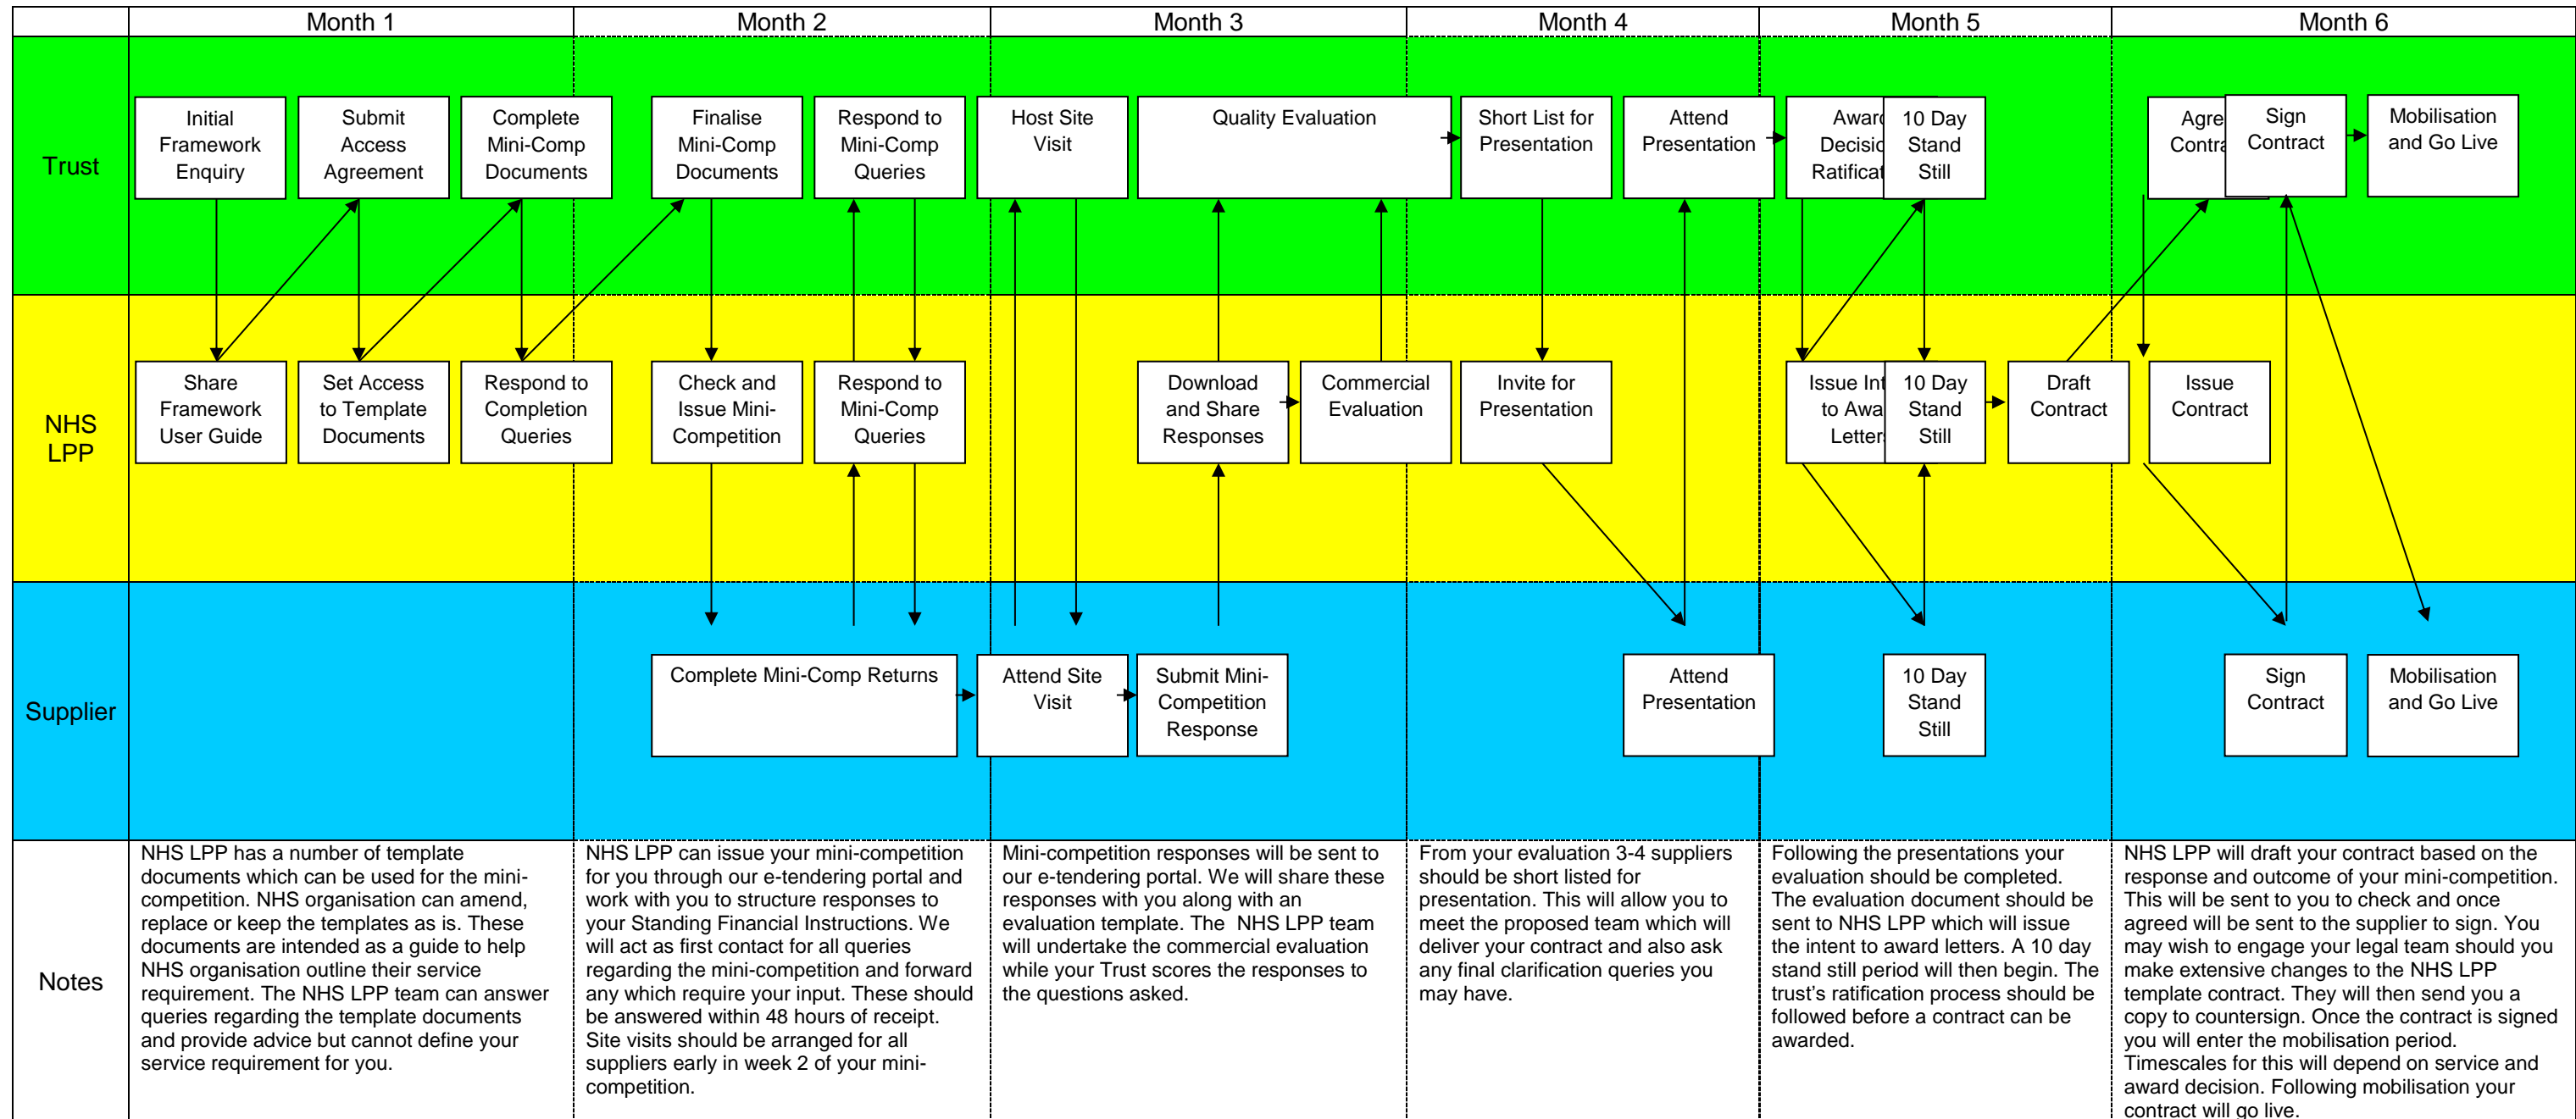 Month 1
Month 2
Month 3
Month 4
Month 5
Month 6
Trust
Initial
Framework
Enquiry
Submit
Access
Agreement
Complete
Mini-Comp
Documents
Finalise
Mini-Comp
Documents
Respond to
Mini-Comp
Queries
Host Site
Visit
Quality Evaluation
Short List for
Presentation
Attend
Presentation
Awar
Decisio
Ratificat
10 Day
Stand
Still
Agre
Contra
Sign
Contract
Mobilisation
and Go Live
NHS
LPP
Share
Framework
User Guide
Set Access
to Template
Documents
Respond to
Completion
Queries
Check and
Issue Mini-
Competition
Respond to
Mini-Comp
Queries
Download
and Share
Responses
Commercial
Evaluation
Invite for
Presentation
Issue Int
to Awa
Letter
10 Day
Stand
Still
Draft
Contract
Issue
Contract
Supplier
Complete Mini-Comp Returns
Attend Site
Visit
Submit Mini-
Competition
Response
Attend
Presentation
10 Day
Stand
Still
Sign
Contract
Mobilisation
and Go Live
Notes
NHS LPP has a number of template
documents which can be used for the mini-
competition. NHS organisation can amend,
replace or keep the templates as is. These
documents are intended as a guide to help
NHS organisation outline their service
requirement. The NHS LPP team can answer
queries regarding the template documents
and provide advice but cannot define your
service requirement for you.
NHS LPP can issue your mini-competition
for you through our e-tendering portal and
work with you to structure responses to
your Standing Financial Instructions. We
will act as first contact for all queries
regarding the mini-competition and forward
any which require your input. These should
be answered within 48 hours of receipt.
Site visits should be arranged for all
suppliers early in week 2 of your mini-
competition.
Mini-competition responses will be sent to
our e-tendering portal. We will share these
responses with you along with an
evaluation template. The  NHS LPP team
will undertake the commercial evaluation
while your Trust scores the responses to
the questions asked.
From your evaluation 3-4 suppliers
should be short listed for
presentation. This will allow you to
meet the proposed team which will
deliver your contract and also ask
any final clarification queries you
may have.
Following the presentations your
evaluation should be completed.
The evaluation document should be
sent to NHS LPP which will issue
the intent to award letters. A 10 day
stand still period will then begin. The
trust's ratification process should be
followed before a contract can be
awarded.
NHS LPP will draft your contract based on the
response and outcome of your mini-competition.
This will be sent to you to check and once
agreed will be sent to the supplier to sign. You
may wish to engage your legal team should you
make extensive changes to the NHS LPP
template contract. They will then send you a
copy to countersign. Once the contract is signed
you will enter the mobilisation period.
Timescales for this will depend on service and
award decision. Following mobilisation your
contract will go live.